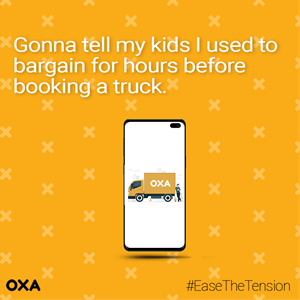 Gonna tell my kids I used to
bargain for hours before
booking a truck.
OXA
OXA
#EaseTheTension